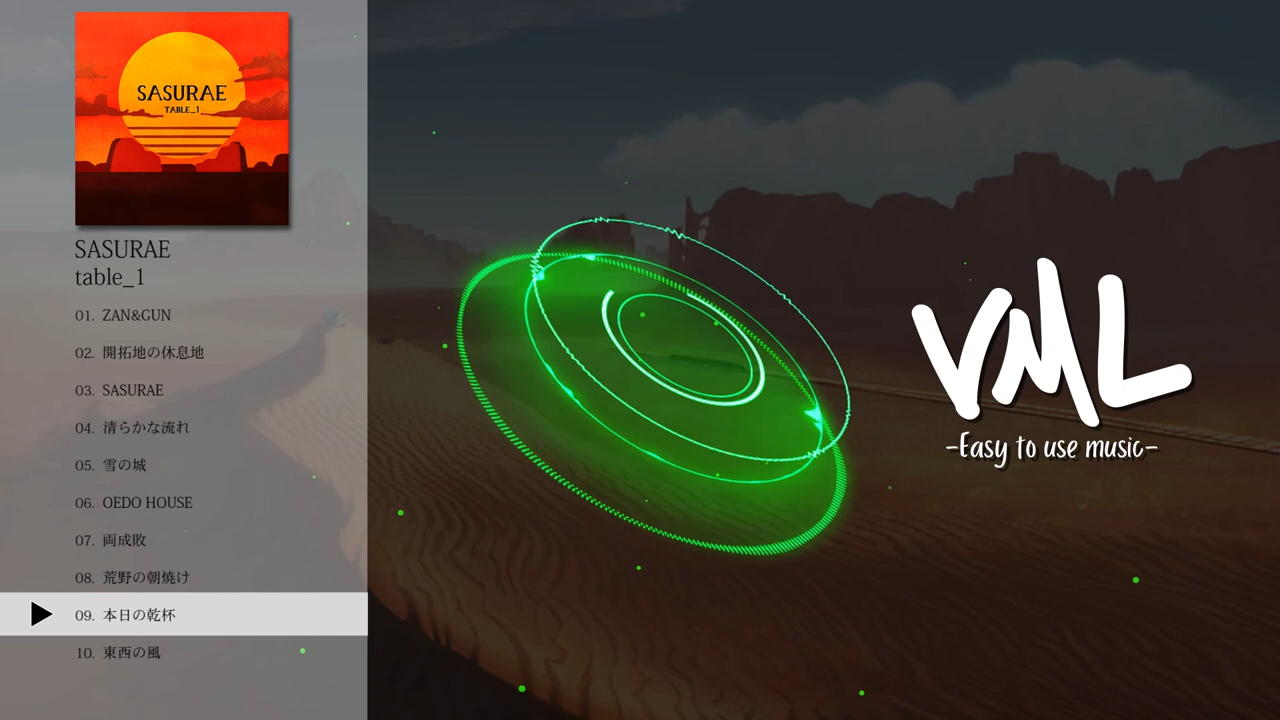 SASURAE
TABLE_1
SASURAE
table_1
01. ZAN&GUN
02. 開拓地の休息地
03. SASURAE
04. 清らかな流れ
05. 雪の城
06. OEDO HOUSE
07. 両成敗
08. 荒野の朝焼け
09. 本日の乾杯
10. 東西の風
VML
-Easy to use music-